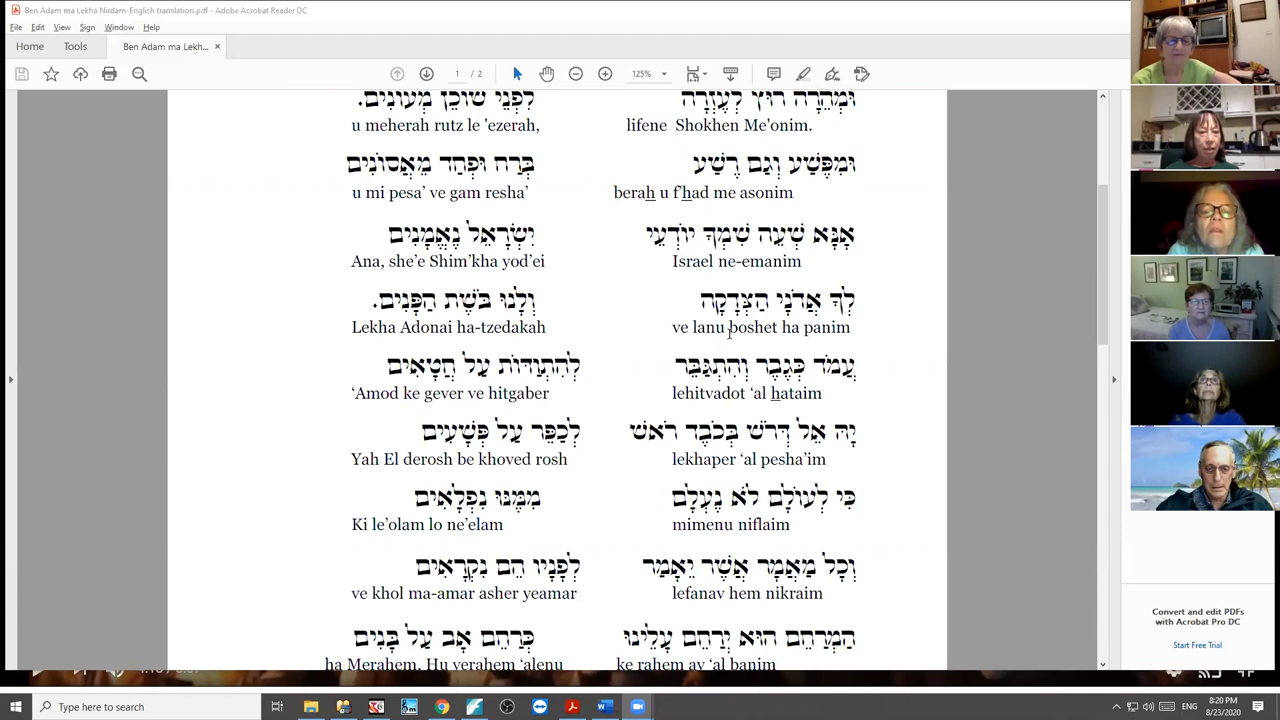 Ben Adam ma Lekha Nirdam-English translation.pdf - Adobe Acrobat Reader DC
File Edit View Sign Window Help
Home Tools Ben Adam ma Lekh... ×
1 / 2 125%
וּמְהֵרָה רוּץ לְעֶזְרָה לִפְנֵי שׁוֹכֵן מְעוֹנִים.
u meherah rutz le 'ezerah, lifene Shokhen Me'onim.
וּמִפֶּשַׁע וְגַם רֶשַׁע בְּרַח וּפְחַד מֵאֲסוֹנִים
u mi pesa' ve gam resha' berah u f'had me asonim
אָנָּא שְׁעֵה שִׁמְךָ יוֹדְעֵי יִשְׂרָאֵל נֶאֱמָנִים
Ana, she'e Shim'kha yod'ei Israel ne-emanim
לְךָ אֲדֹנָי הַצְּדָקָה וְלָנוּ בֹּשֶׁת הַפָּנִים.
Lekha Adonai ha-tzedakah ve lanu boshet ha panim
עֲמֹד כְּגֶבֶר וְהִתְגַּבֵּר לְהִתְוַדּוֹת עַל חֲטָאִים
‘Amod ke gever ve hitgaber lehitvadot ‘al hataim
יָהּ אֵל דְּרֹשׁ בְּכֹבֶד רֹאשׁ לְכַפֵּר עַל פְּשָׁעִים
Yah El derosh be khoved rosh lekhaper ‘al pesha’im
כִּי לְעוֹלָם לֹא נֶעְלָם מִמֶּנּוּ נִפְלָאִים
Ki le’olam lo ne’elam mimenu niflaim
וְכָל מַאֲמָר אֲשֶׁר יֵאָמַר לְפָנָיו הֵם נִקְרָאִים
ve khol ma-amar asher yeamar lefanav hem nikraim
הַמְרַחֵם הוּא יְרַחֵם עָלֵינוּ כְּרַחֵם אָב עַל בָּנִים
ha Merahem, Hu yerahem ‘alenu ke rahem av ‘al banim
Convert and edit PDFs
with Acrobat Pro DC
Start Free Trial
Type here to search
ENG
8:20 PM
8/23/2020